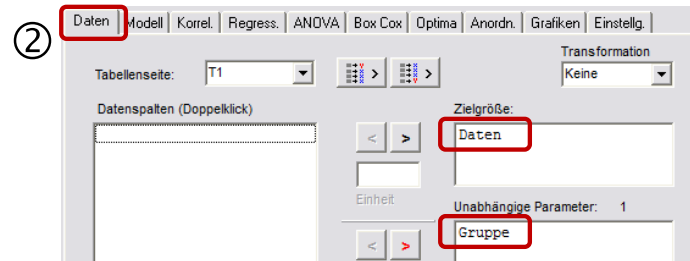 ②
Daten Modell Korrel. Regress. ANOVA Box Cox Optima Anordn. Grafiken Einstellg.
Transformation
Tabellenseite: T1 > > Keine
Datenspalten (Doppelklick) Zielgröße:
< > Daten
Einheit
Unabhängige Parameter: 1
< > Gruppe